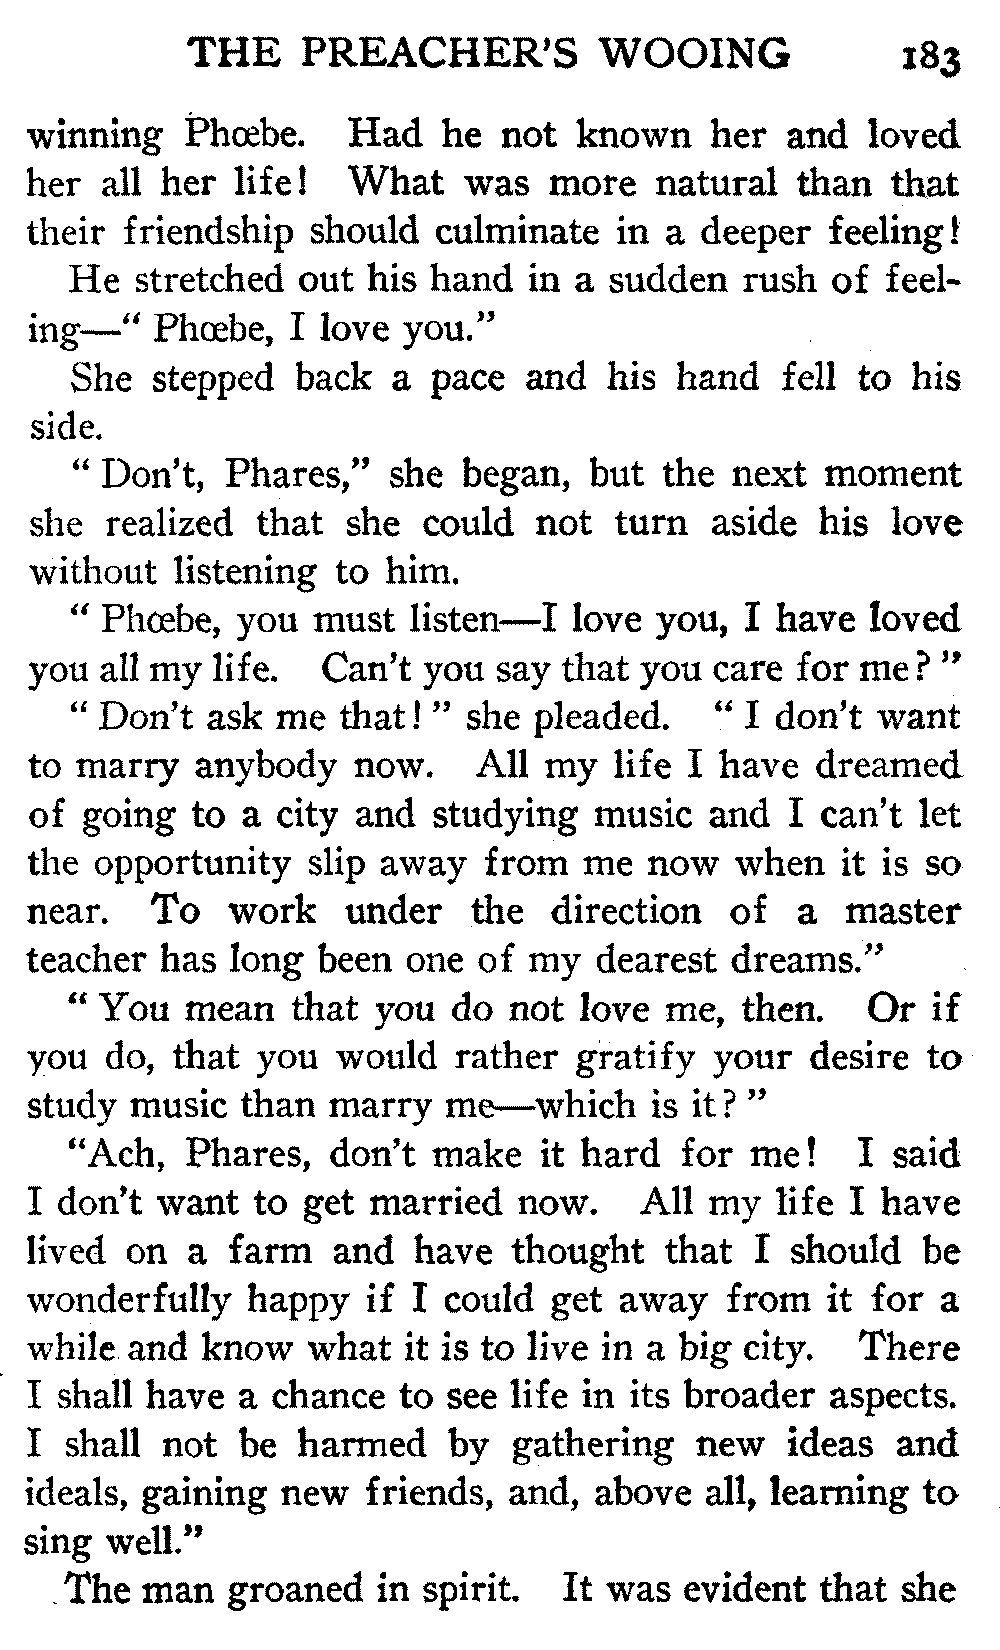 THE PREACHER'S WOOING 183
winning Phœbe. Had he not known her and loved
her all her life! What was more natural than that
their friendship should culminate in a deeper feeling!
He stretched out his hand in a sudden rush of feel-
ing—" Phœbe, I love you."
She stepped back a pace and his hand fell to his
side.
" Don't, Phares," she began, but the next moment
she realized that she could not turn aside his love
without listening to him.
" Phœbe, you must listen—I love you, I have loved
you all my life. Can't you say that you care for me? "
" Don't ask me that! " she pleaded. " I don't want
to marry anybody now. All my life I have dreamed
of going to a city and studying music and I can't let
the opportunity slip away from me now when it is so
near. To work under the direction of a master
teacher has long been one of my dearest dreams."
" You mean that you do not love me, then. Or if
you do, that you would rather gratify your desire to
study music than marry me—which is it? "
"Ach, Phares, don't make it hard for me! I said
I don't want to get married now. All my life I have
lived on a farm and have thought that I should be
wonderfully happy if I could get away from it for a
while and know what it is to live in a big city. There
I shall have a chance to see life in its broader aspects.
I shall not be harmed by gathering new ideas and
ideals, gaining new friends, and, above all, learning to
sing well."
The man groaned in spirit. It was evident that she